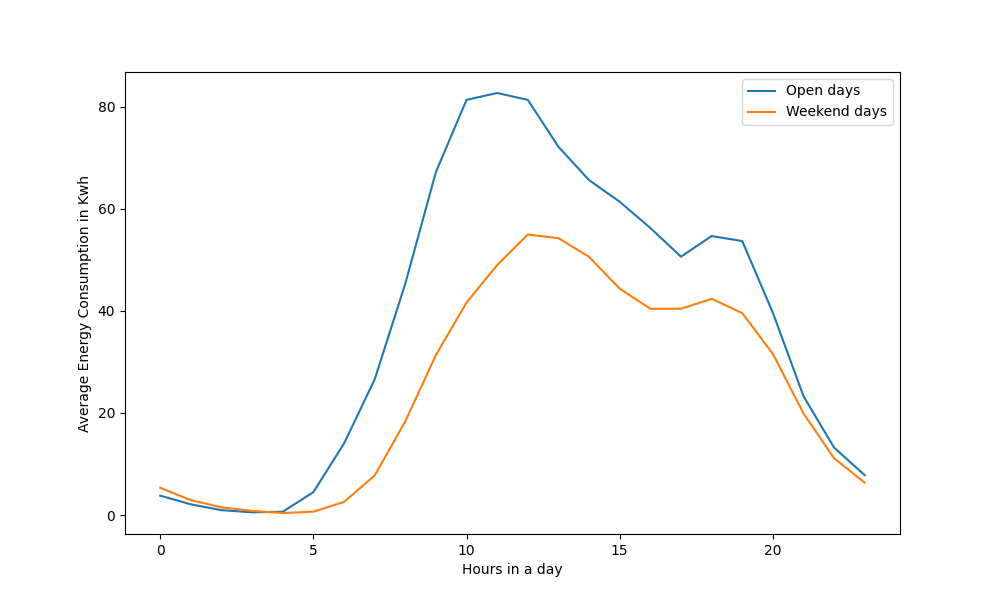 Open days
Weekend days
Average Energy Consumption in Kwh
80
60
40
20
0
0 5 10 15 20
Hours in a day